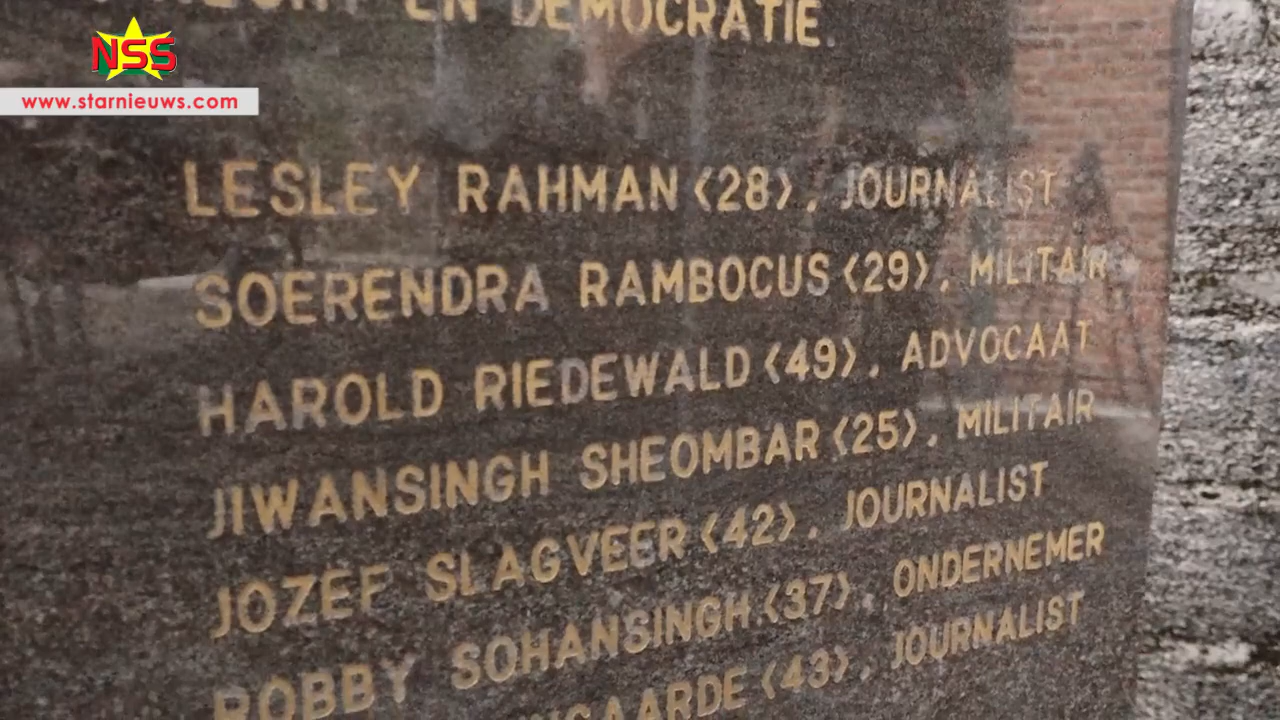 NSS
www.starnieuws.com
EN DEMOCRATIE.
LESLEY RAHMAN <28>, JOURNALIST
SOERENDRA RAMBOCUS <29>, MILITAIR
HAROLD RIEDEWALD <49>, ADVOCAAT
JIWANSINGH SHEOMBAR <25>, MILITAIR
JOZEF SLAGVEER <42>, JOURNALIST
ROBBY SOHANSINGH <37>, ONDERNEMER
<43>, JOURNALIST